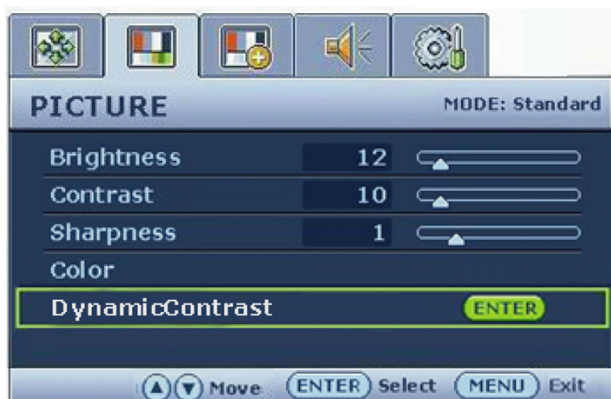 PICTURE MODE: Standard
Brightness 12
Contrast 10
Sharpness 1
Color
DynamicContrast ENTER
Move ENTER Select MENU Exit